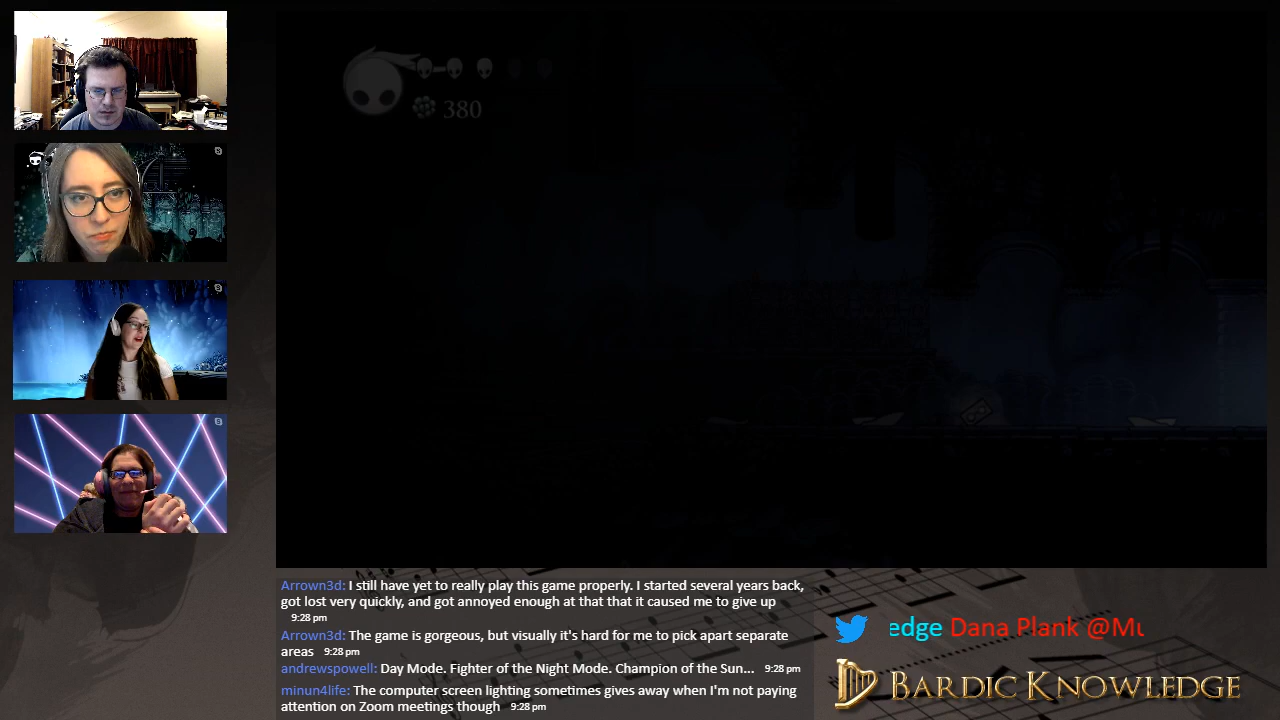 380
Arrown3d: I still have yet to really play this game properly. I started several years back,
got lost very quickly, and got annoyed enough at that that it caused me to give up
9:28 pm
Arrown3d: The game is gorgeous, but visually it's hard for me to pick apart separate
areas 9:28 pm
andrewspowell: Day Mode. Fighter of the Night Mode. Champion of the Sun... 9:28 pm
minun4life: The computer screen lighting sometimes gives away when I'm not paying
attention on Zoom meetings though 9:28 pm
edge Dana Plank @Mu
BARDIC KNOWLEDGE